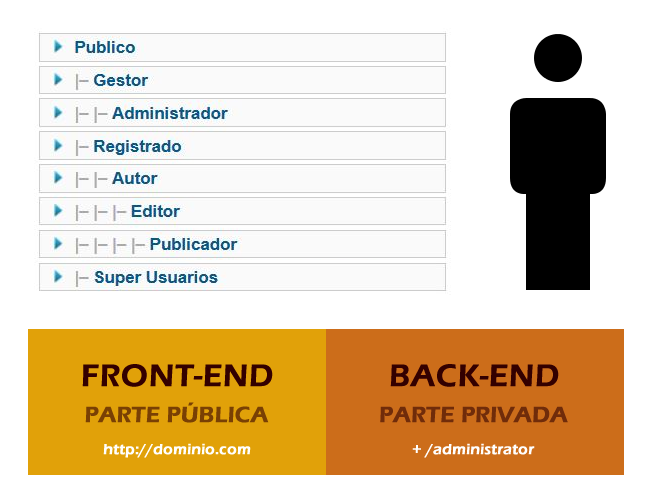 Publico
|– Gestor
|– |– Administrador
|– Registrado
|– |– Autor
|– |– |– Editor
|– |– |– |– Publicador
|– Super Usuarios
FRONT-END
PARTE PÚBLICA
http://dominio.com
BACK-END
PARTE PRIVADA
+ /administrator